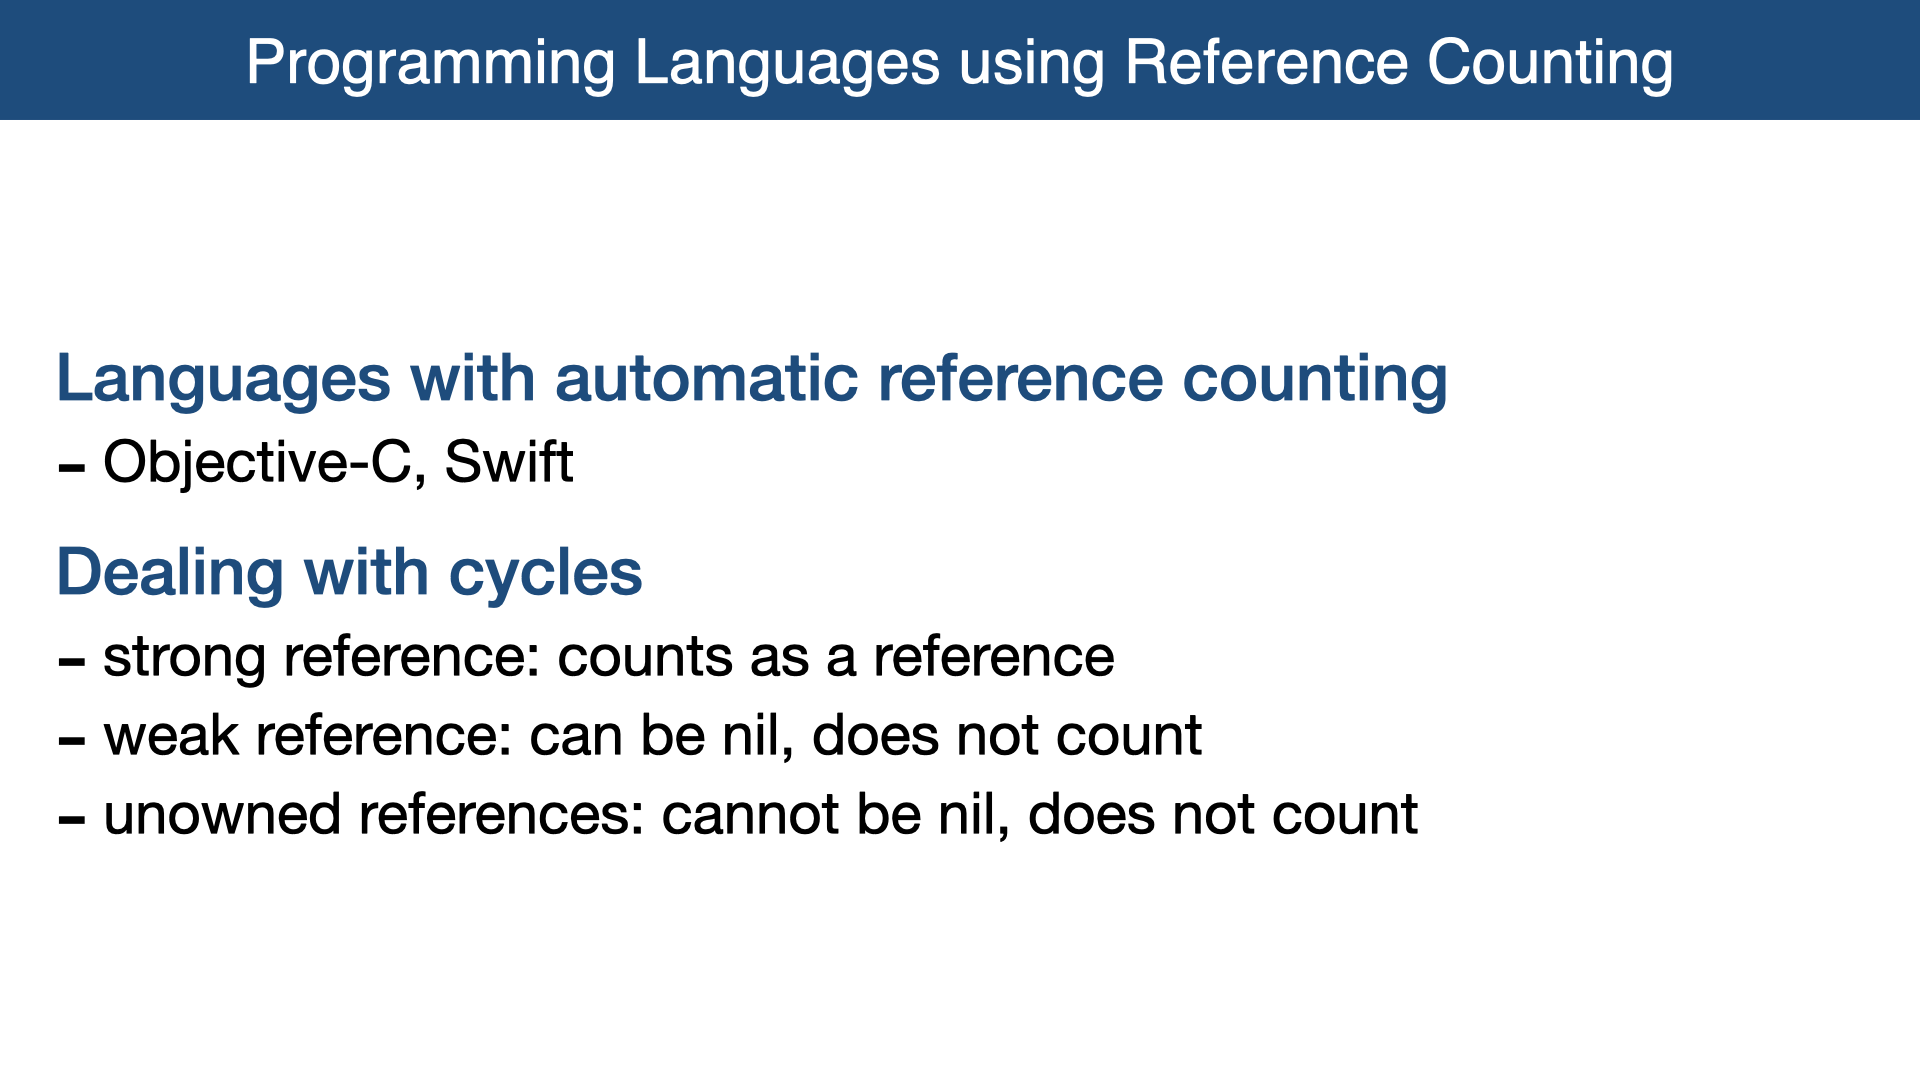 Programming Languages using Reference Counting
Languages with automatic reference counting
- Objective-C, Swift
Dealing with cycles
- strong reference: counts as a reference
- weak reference: can be nil, does not count
- unowned references: cannot be nil, does not count